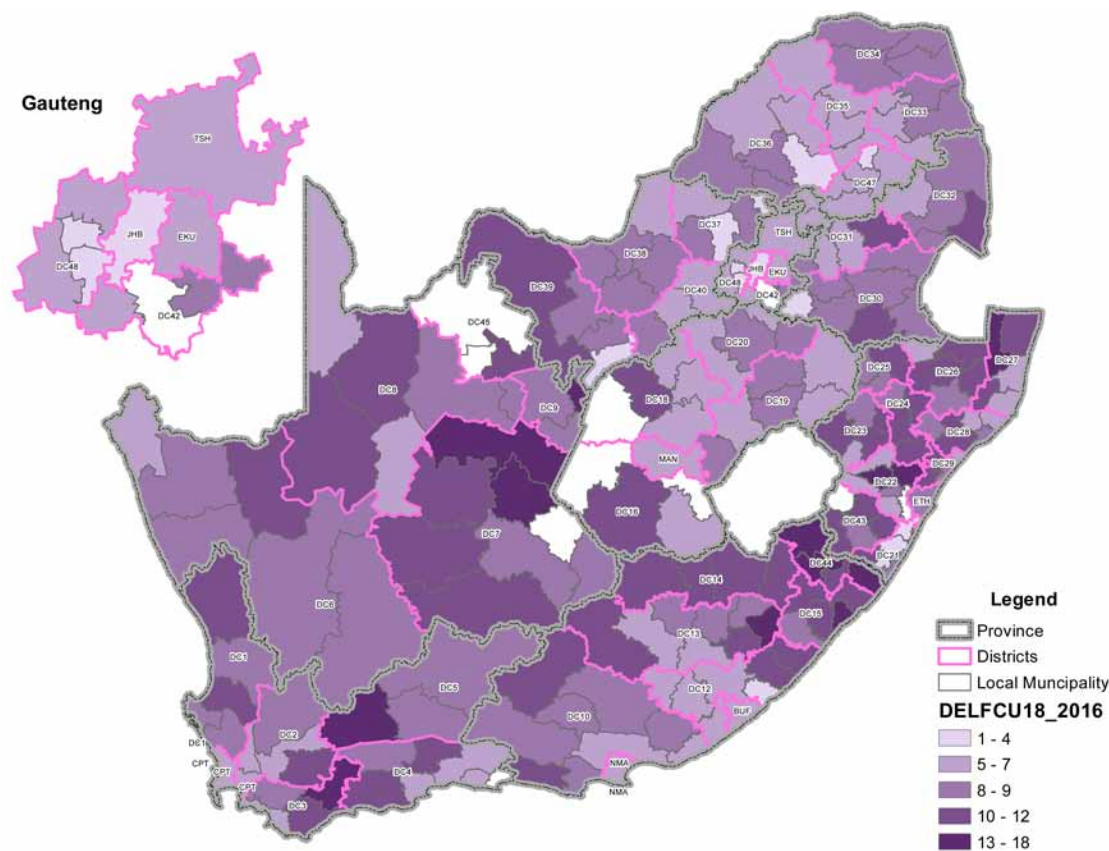 Gauteng
TSH
JHB
EKU
DC48
DC42
DC34
DC35
DC33
DC36
DC47
DC32
DC37
TSH
DC31
DC38
JHB
EKU
DC39
DC40
DC48
DC42
DC30
DC45
DC20
DC27
DC8
DC25
DC26
DC9
DC18
DC19
DC24
DC23
DC28
MAN
DC29
DC22
ETH
DC16
DC43
DC7
DC21
DC14
DC44
DC6
DC15
DC13
DC1
DC5
DC12
DC10
BUF
DC2
DC1
CPT
CPT
DC4
NMA
CPT
NMA
DC3
Legend
Province
Districts
Local Muncipality
DELFCU18_2016
1 - 4
5 - 7
8 - 9
10 - 12
13 - 18